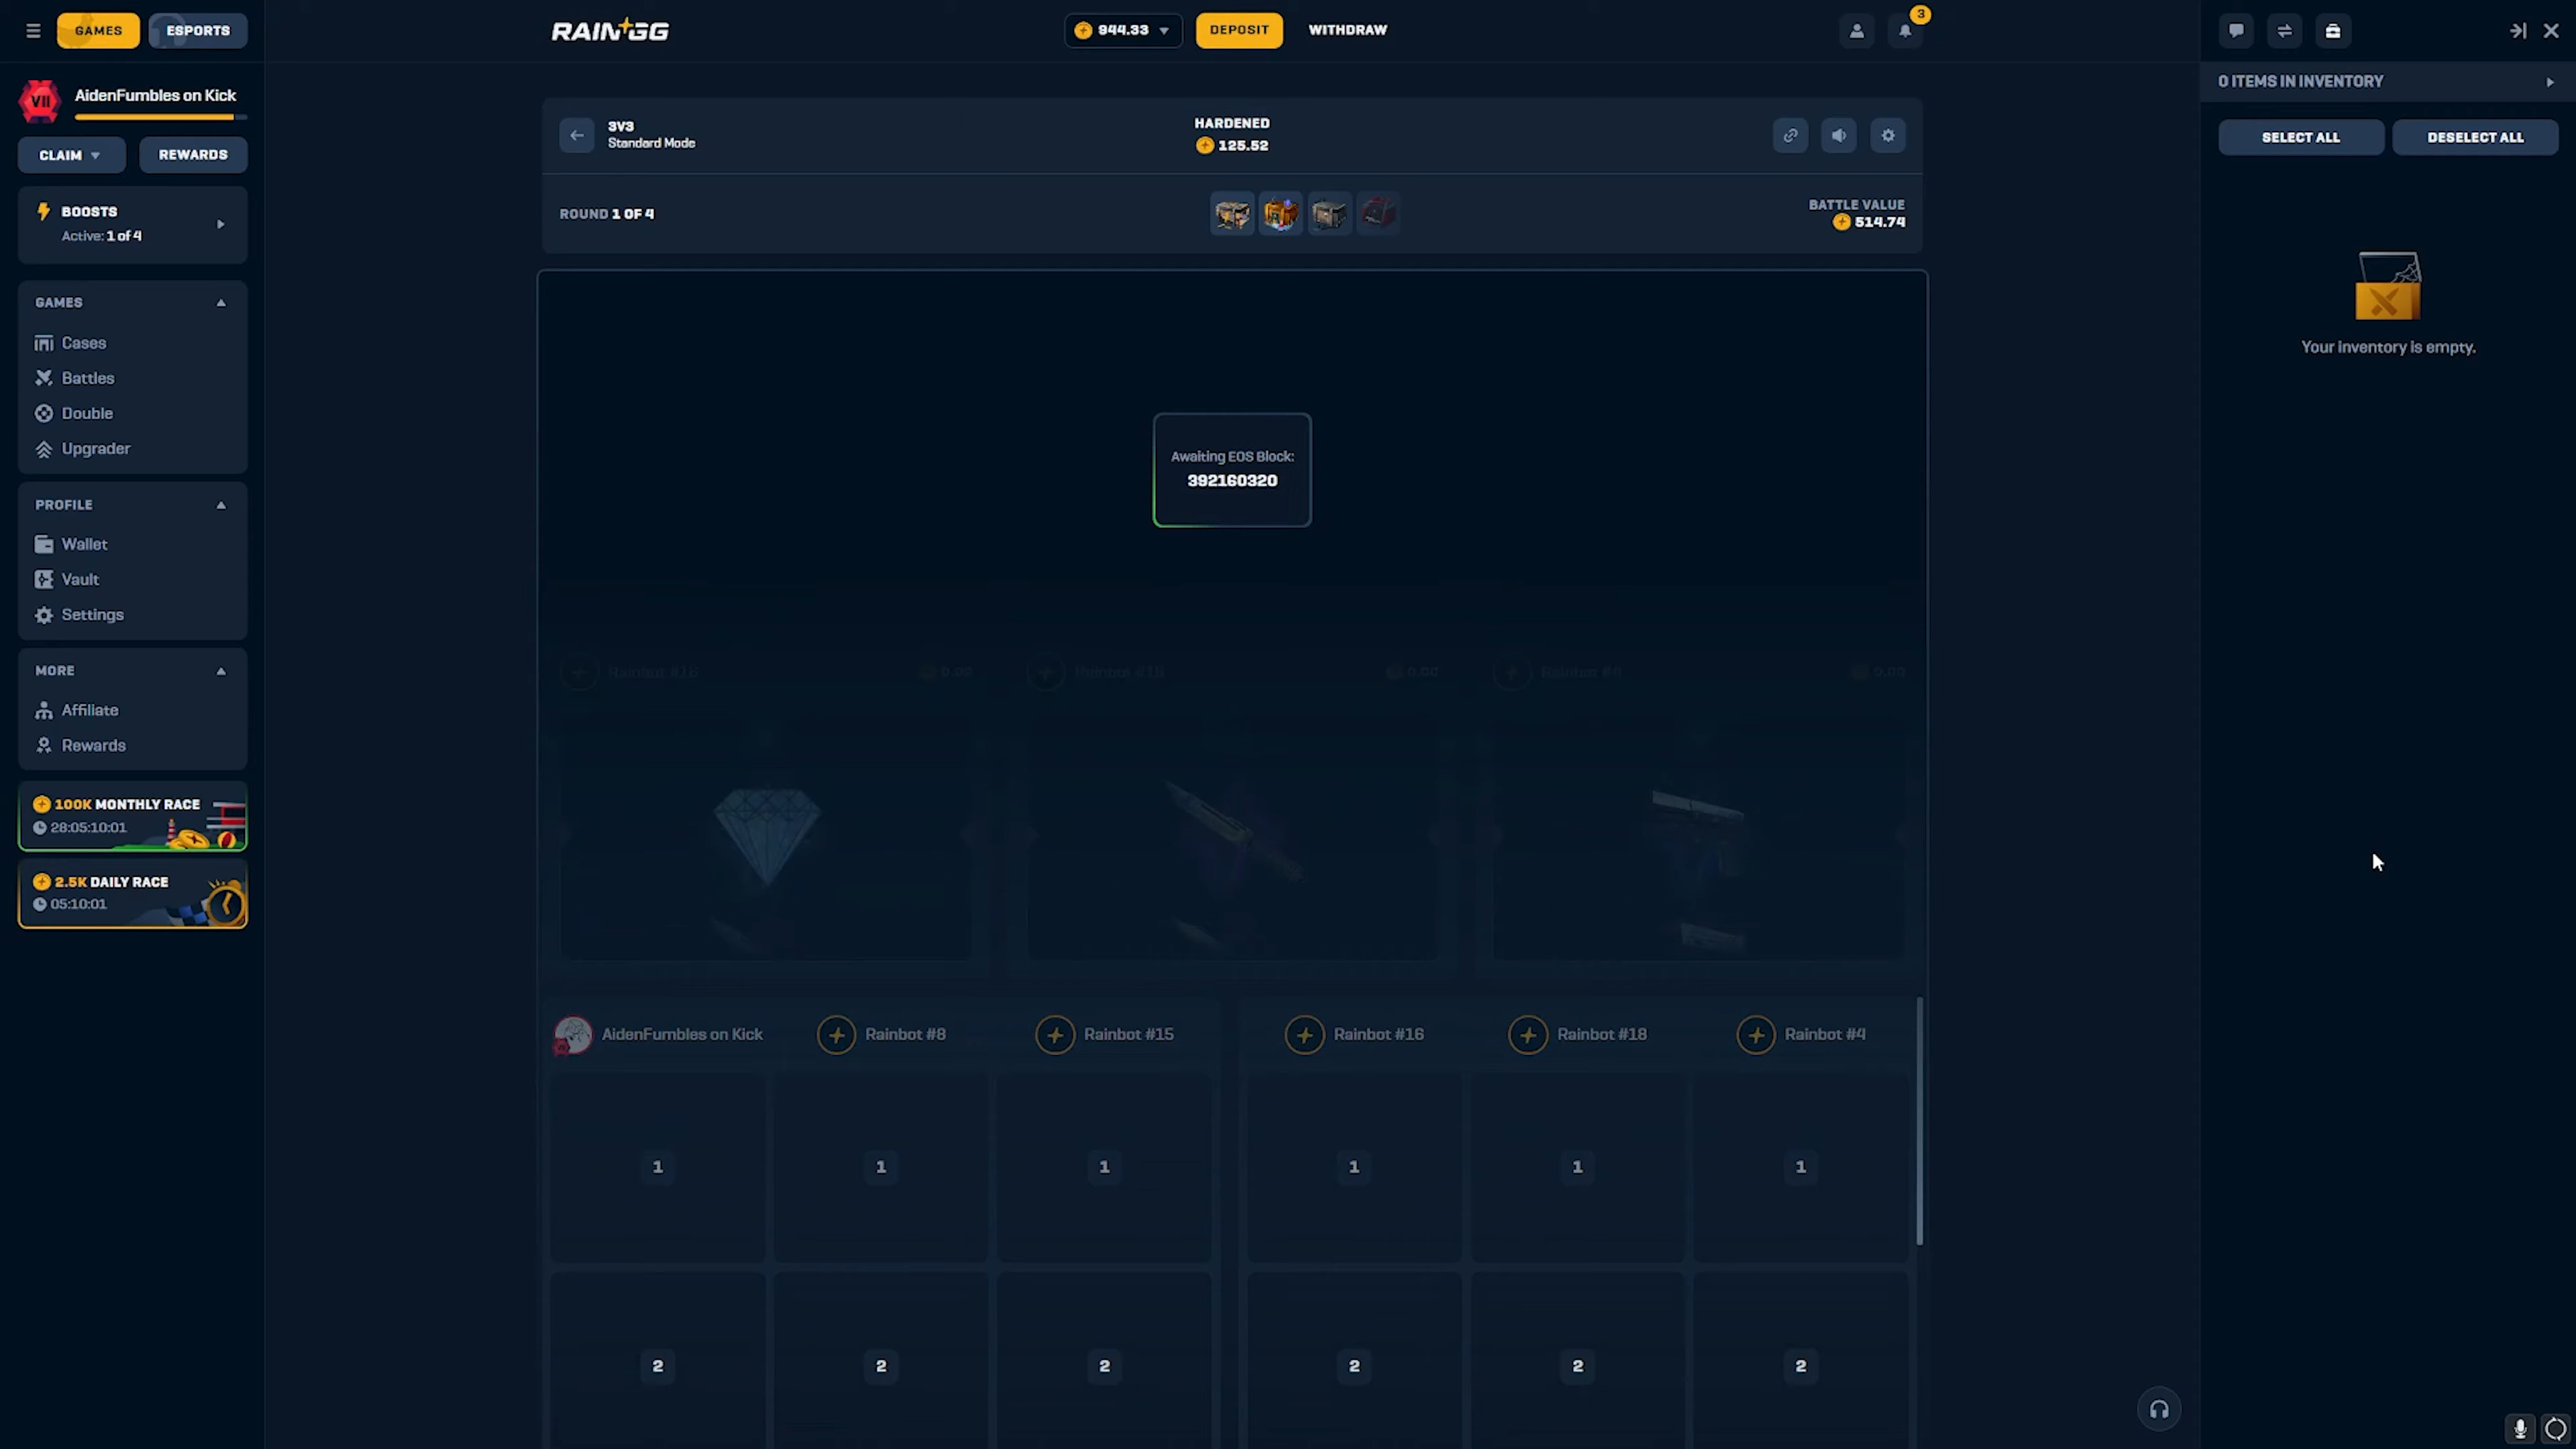 GAMES
ESPORTS
RAIN GG
944.33
DEPOSIT
WITHDRAW
3
VII
AidenFumbles on Kick
CLAIM
REWARDS
BOOSTS
Active: 1 of 4
GAMES
Cases
Battles
Double
Upgrader
PROFILE
Wallet
Vault
Settings
MORE
Affiliate
Rewards
100K MONTHLY RACE
28:05:10:01
2.5K DAILY RACE
05:10:01
3V3
Standard Mode
HARDENED
125.52
ROUND 1 OF 4
BATTLE VALUE
514.74
Awaiting EOS Block:
392160320
AidenFumbles on Kick
Rainbot #8
Rainbot #15
Rainbot #16
Rainbot #18
Rainbot #4
1 1 1 1 1 1
2 2 2 2 2 2
0 ITEMS IN INVENTORY
SELECT ALL
DESELECT ALL
Your inventory is empty.